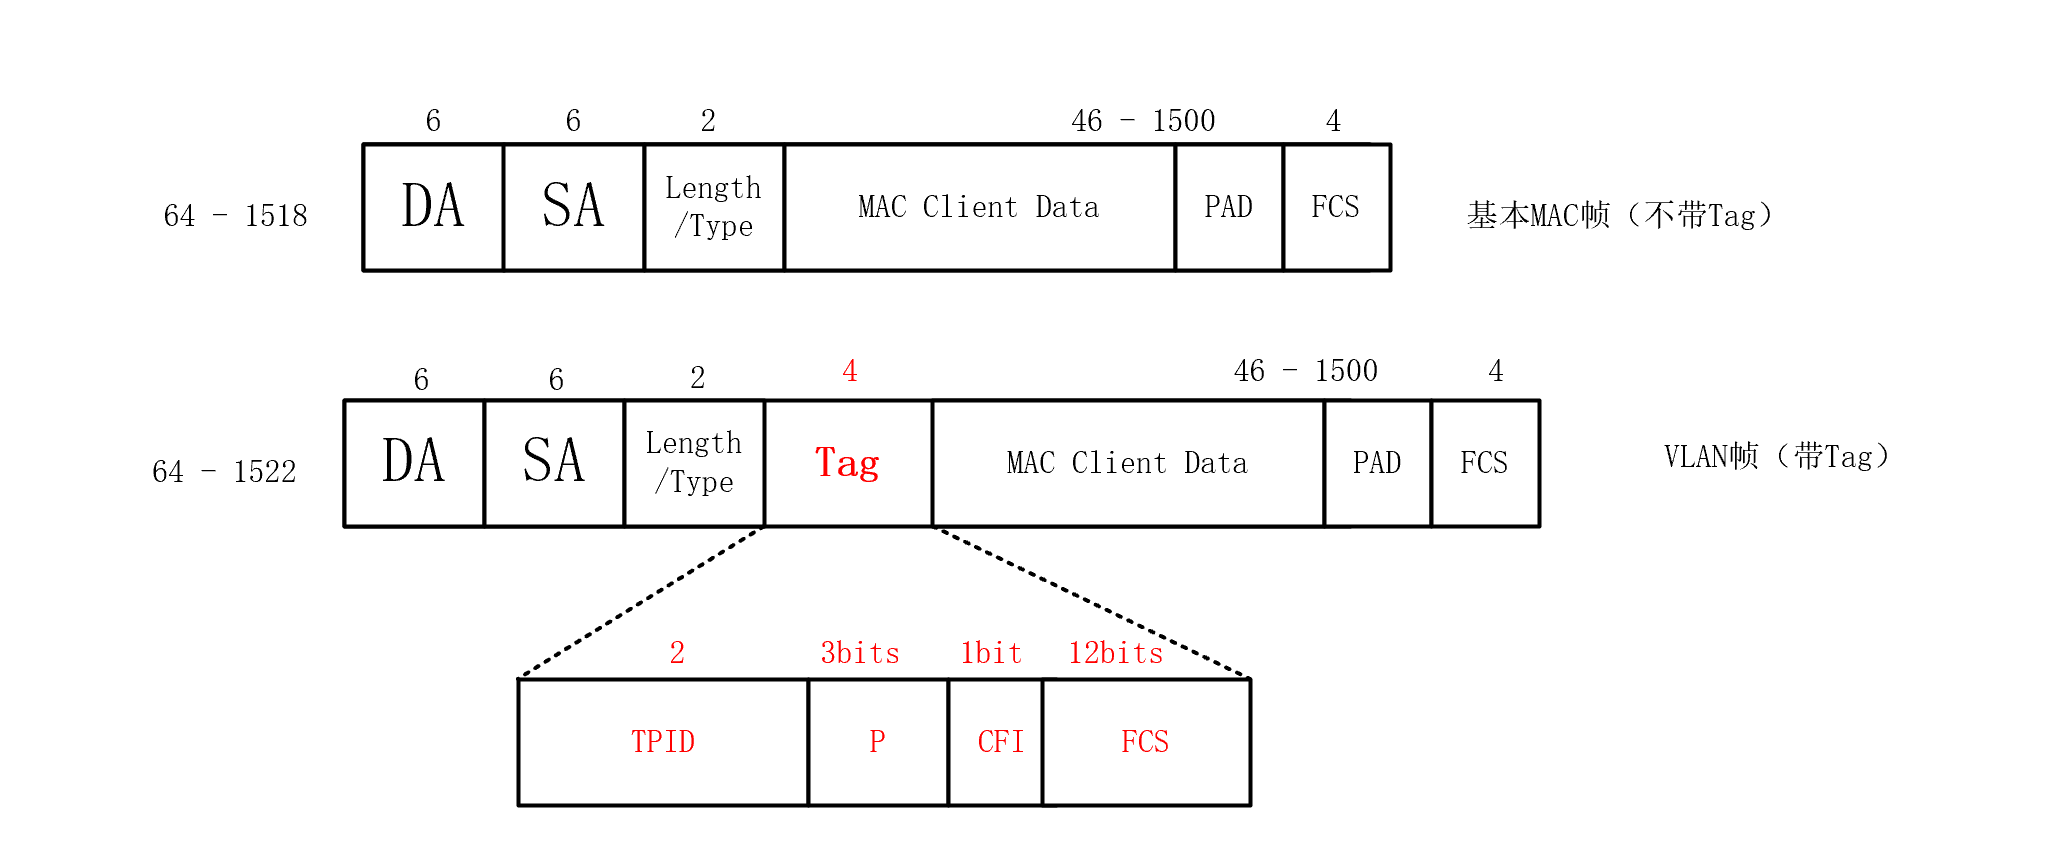 6 6 2 46 - 1500 4
64 - 1518 DA SA Length MAC Client Data PAD FCS 基本MAC帧（不带Tag）
/Type
6 6 2 4 46 - 1500 4
64 - 1522 DA SA Length Tag MAC Client Data PAD FCS VLAN帧（带Tag）
/Type
2 3bits 1bit 12bits
TPID P CFI FCS